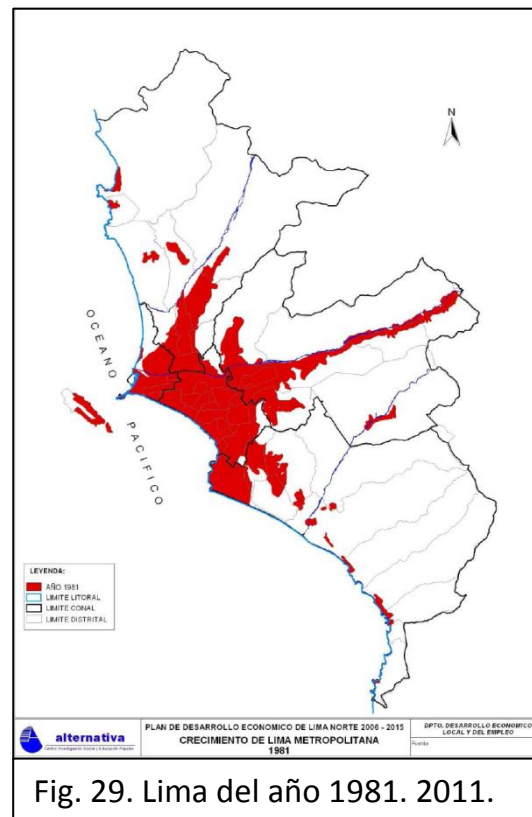 N
OCEANO
PACIFICO
LEYENDA:
AÑO 1981
LIMITE LITORAL
LIMITE CONAL
LIMITE DISTRITAL
alternativa
PLAN DE DESARROLLO ECONOMICO DE LIMA NORTE 2006 - 2015
CRECIMIENTO DE LIMA METROPOLITANA
1981
DPTO. DESARROLLO ECONOMICO
LOCAL Y DEL EMPLEO
Fuente:
Fig. 29. Lima del año 1981. 2011.